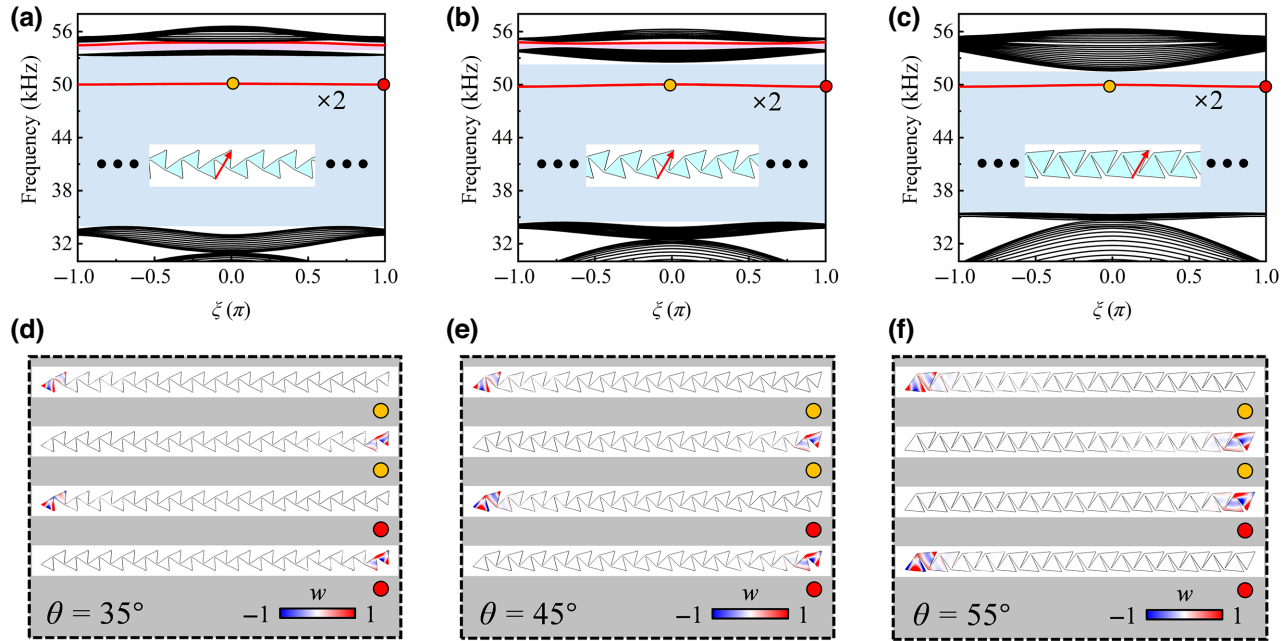 (a)
56
50
44
38
32
Frequency (kHz)
×2
−1.0
−0.5
0.0
0.5
1.0
ξ (π)
(b)
56
50
44
38
32
Frequency (kHz)
×2
−1.0
−0.5
0.0
0.5
1.0
ξ (π)
(c)
56
50
44
38
32
Frequency (kHz)
×2
−1.0
−0.5
0.0
0.5
1.0
ξ (π)
(d)
θ = 35°
w
−1
1
(e)
θ = 45°
w
−1
1
(f)
θ = 55°
w
−1
1